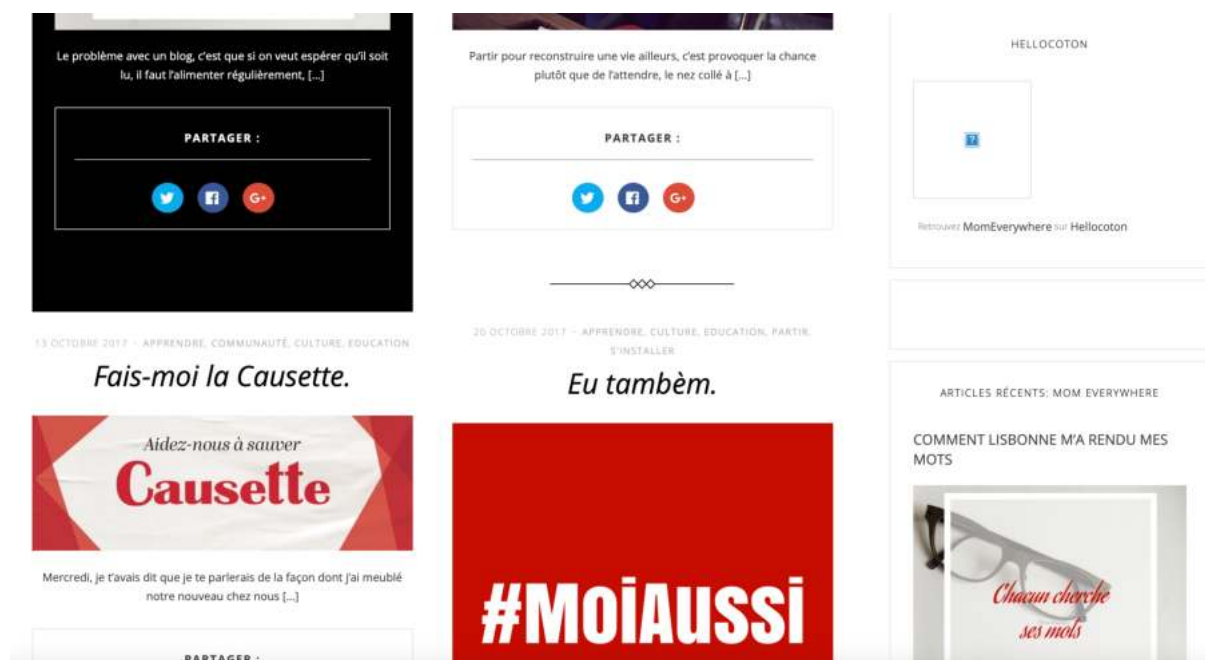 Le problème avec un blog, c'est que si on veut espérer qu'il soit
lu, il faut l'alimenter régulièrement, [...]
PARTAGER :
G+
13 OCTOBRE 2017 - APPRENDRE, COMMUNAUTÉ, CULTURE, EDUCATION
Fais-moi la Causette.
Aidez-nous à sauver
Causette
Mercredi, je t'avais dit que je te parlerais de la façon dont j'ai meublé
notre nouveau chez nous [...]
PARTAGER :
Partir pour reconstruire une vie ailleurs, c'est provoquer la chance
plutôt que de l'attendre, le nez collé à [...]
PARTAGER :
G+
20 OCTOBRE 2017 - APPRENDRE, CULTURE, EDUCATION, PARTIR,
S'INSTALLER
Eu tambèm.
#MoiAussi
HELLOCOTON
?
Retrouvez MomEverywhere sur Hellocoton
ARTICLES RÉCENTS: MOM EVERYWHERE
COMMENT LISBONNE M'A RENDU MES
MOTS
Chacun cherche
ses mots